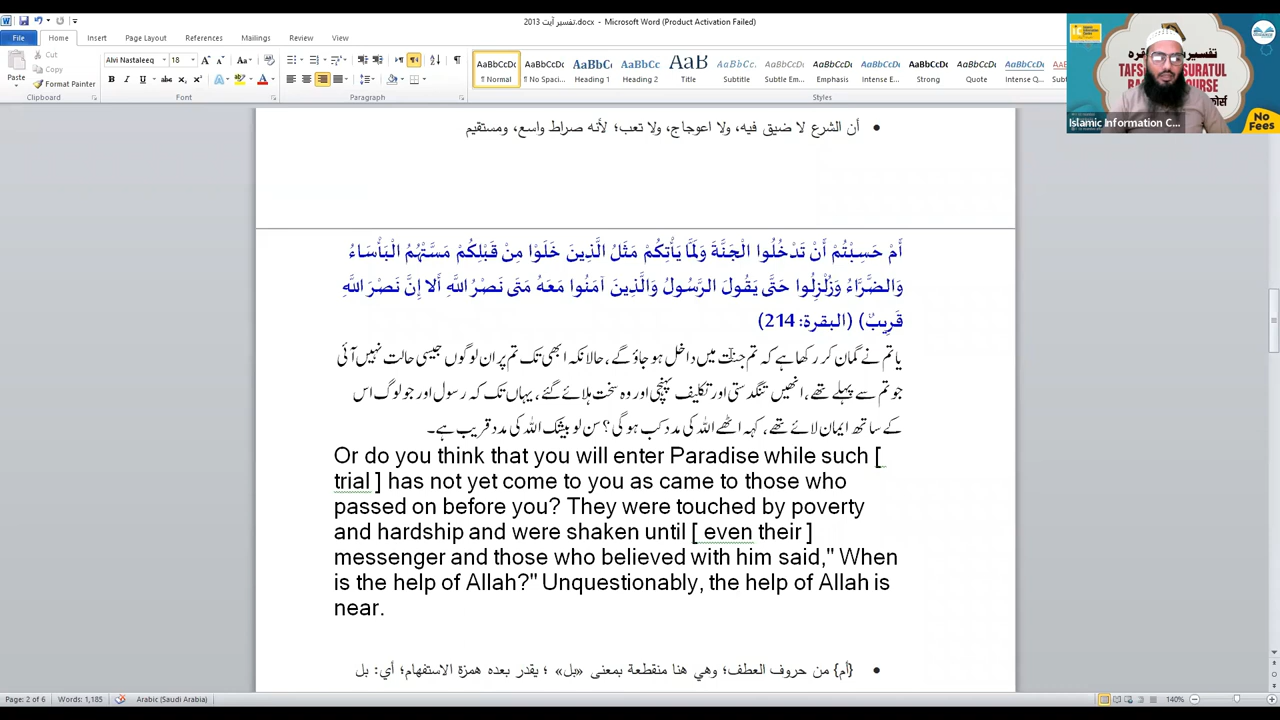 تفسير آيت 2013.docx - Microsoft Word (Product Activation Failed)
File Home Insert Page Layout References Mailings Review View
Cut
Copy
Format Painter
Paste
Clipboard
Alvi Nastaleeq 18
Font
Paragraph
AaBbCcDc AaBbCcDc AaBbCc AaBbCc AaB AaBbCcL AaBbCcDc AaBbCcDc AaBbCcDc AaBbCcDc AaBbCcDc AaBbCcDc
¶ Normal ¶ No Spaci... Heading 1 Heading 2 Title Subtitle Subtle Em... Emphasis Intense E... Strong Quote Intense Q...
Styles
تفسير
TAFS SURATUL
BA COURSE
No Fees
Islamic Information C...
• أن الشرع لا ضيق فيه، ولا اعوجاج، ولا تعب؛ لأنه صراط واسع، ومستقيم
أَمْ حَسِبْتُمْ أَنْ تَدْخُلُوا الْجَنَّةَ وَلَمَّا يَأْتِكُمْ مَثَلُ الَّذِينَ خَلَوْا مِنْ قَبْلِكُمْ مَسَّتْهُمُ الْبَأْسَاءُ
وَالضَّرَّاءُ وَزُلْزِلُوا حَتَّى يَقُولَ الرَّسُولُ وَالَّذِينَ آمَنُوا مَعَهُ مَتَى نَصْرُ اللَّهِ أَلَا إِنَّ نَصْرَ اللَّهِ
قَرِيبٌ) (البقرة: 214)
یا تم نے گمان کر رکھا ہے کہ تم جنت میں داخل ہو جاؤ گے، حالانکہ ابھی تک تم پر ان لوگوں جیسی حالت نہیں آئی
جو تم سے پہلے تھے، انھیں تنگدستی اور تکلیف پہنچی اور وہ سخت ہلائے گئے، یہاں تک کہ رسول اور جو لوگ اس
کے ساتھ ایمان لائے تھے، کہہ اٹھے اللہ کی مدد کب ہو گی؟ سن لو بیشک اللہ کی مدد قریب ہے۔
Or do you think that you will enter Paradise while such [
trial ] has not yet come to you as came to those who
passed on before you? They were touched by poverty
and hardship and were shaken until [ even their ]
messenger and those who believed with him said," When
is the help of Allah?" Unquestionably, the help of Allah is
near.
• {أم} من حروف العطف؛ وهي هنا منقطعة بمعنى «بل» ؛ يقدر بعده همزة الاستفهام؛ أي: بل
Page: 2 of 6 Words: 1,185 Arabic (Saudi Arabia) 140%